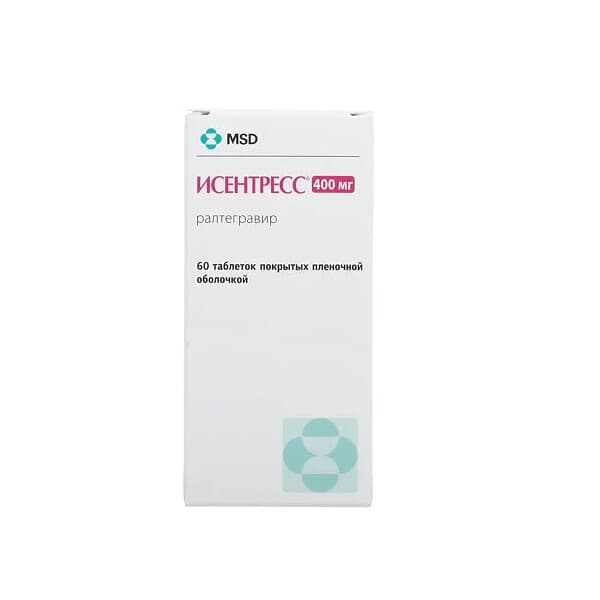 MSD
ИСЕНТРЕСС® 400 мг
ралтегравир
60 таблеток покрытых пленочной
оболочкой